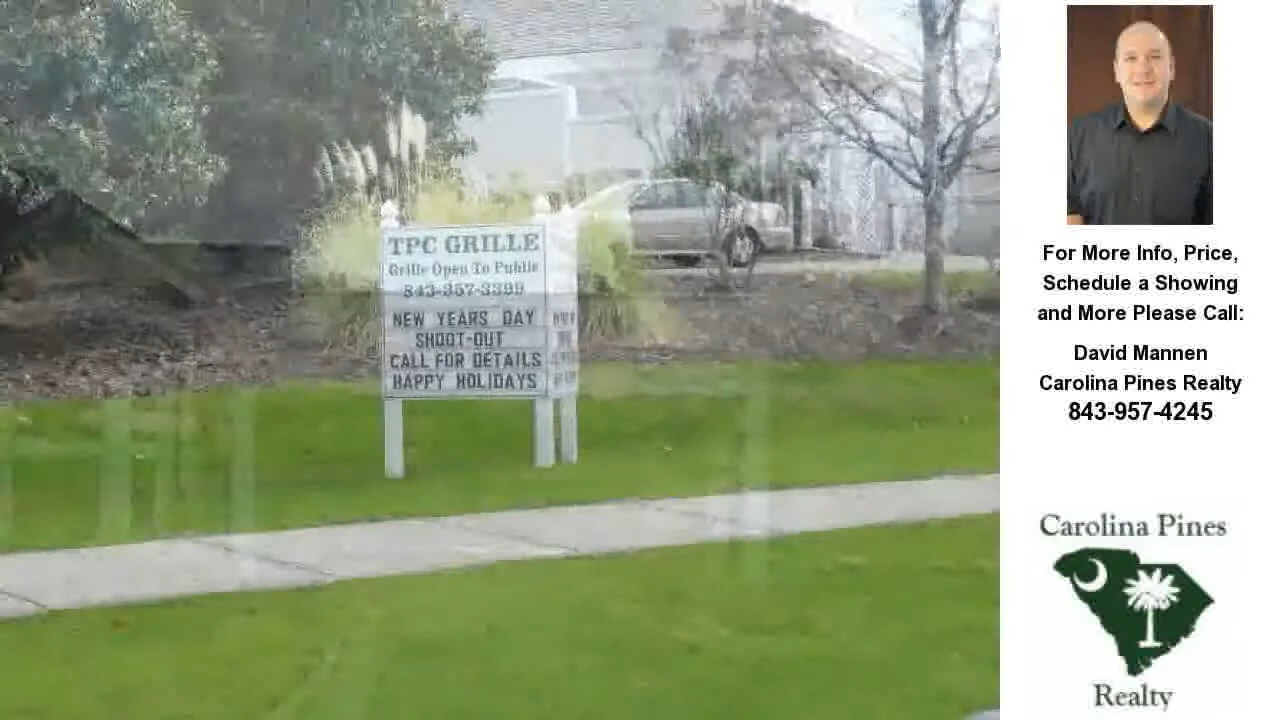 TPC GRILLE
Grille Open To Public
843-357-3399
NEW YEARS DAY
SHOOT-OUT
CALL FOR DETAILS
HAPPY HOLIDAYS
For More Info, Price,
Schedule a Showing
and More Please Call:
David Mannen
Carolina Pines Realty
843-957-4245
Carolina Pines
Realty